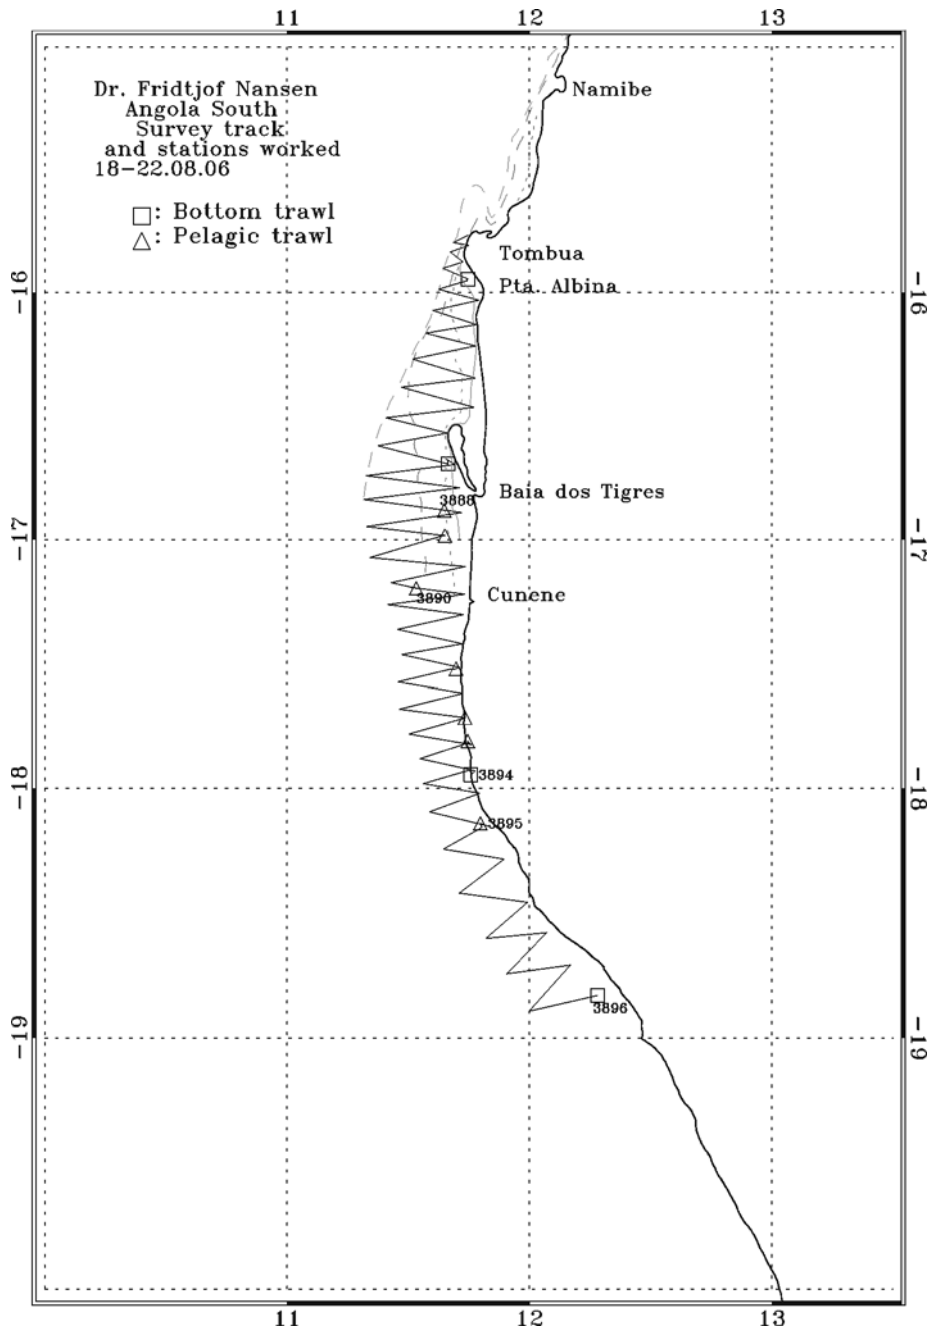 11 12 13
Dr. Fridtjof Nansen
Angola South
Survey track
and stations worked
18-22.08.06
□: Bottom trawl
△: Pelagic trawl
Namibe
Tombua
Pta. Albina
-16 -16
Baia dos Tigres
3888
-17 -17
3890
Cunene
3894
-18 -18
3895
3896
-19 -19
11 12 13